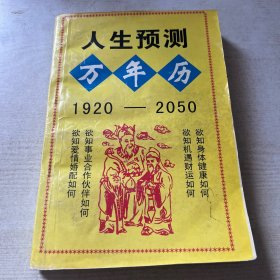 人生预测
万年历
1920 — 2050
欲知身体健康如何
欲知机遇财运如何
欲知事业合作伙伴如何
欲知爱情婚配如何